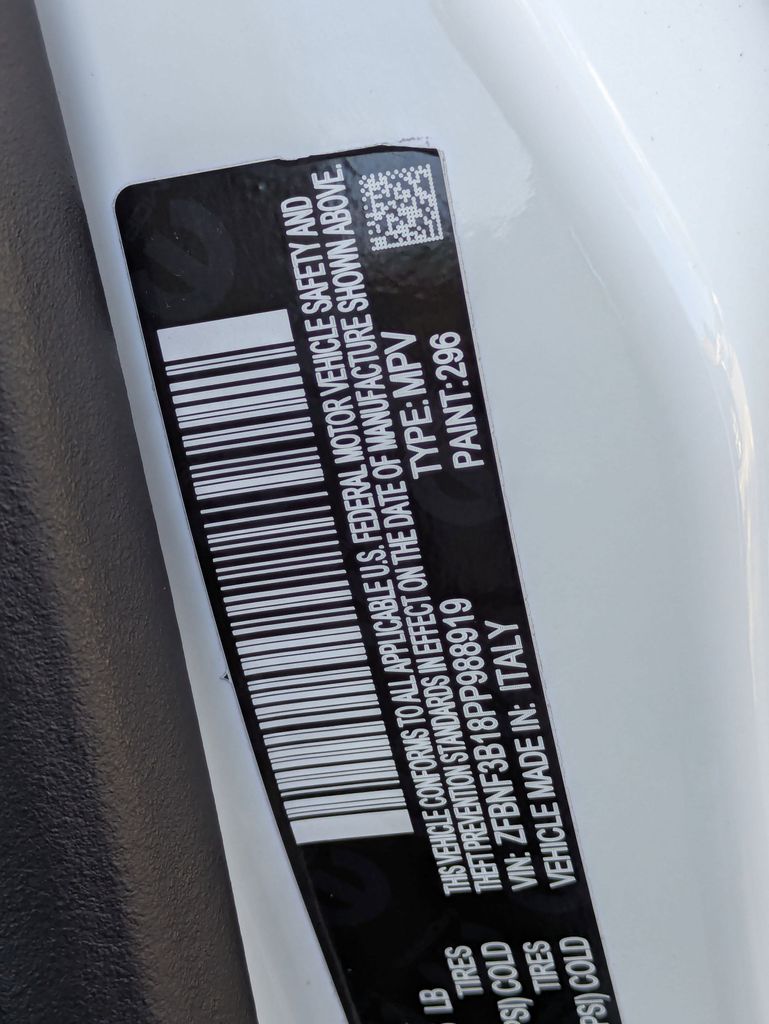 LB
TIRES
PSI) COLD
TIRES
PSI) COLD
THIS VEHICLE CONFORMS TO ALL APPLICABLE U.S. FEDERAL MOTOR VEHICLE SAFETY AND
THEFT PREVENTION STANDARDS IN EFFECT ON THE DATE OF MANUFACTURE SHOWN ABOVE.
VIN: ZFBNF3B18PP988919 TYPE: MPV
VEHICLE MADE IN: ITALY PAINT: 296